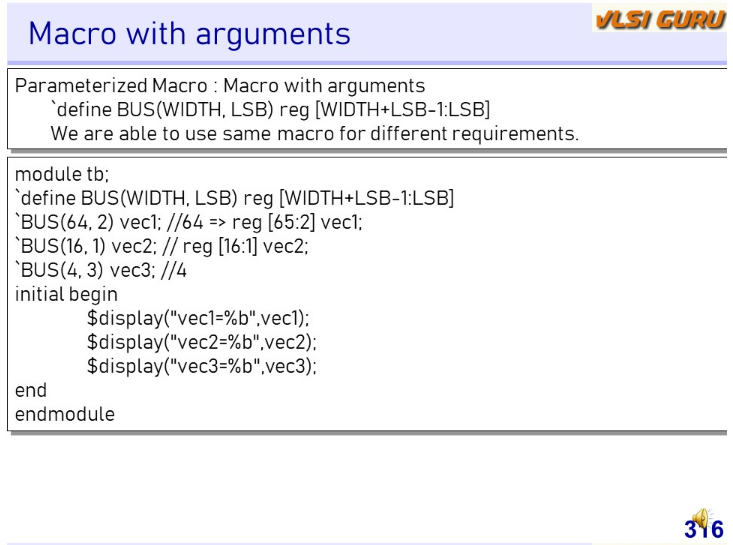 Macro with arguments
VLSI GURU
Parameterized Macro : Macro with arguments
`define BUS(WIDTH, LSB) reg [WIDTH+LSB-1:LSB]
We are able to use same macro for different requirements.
module tb;
`define BUS(WIDTH, LSB) reg [WIDTH+LSB-1:LSB]
`BUS(64, 2) vec1; //64 => reg [65:2] vec1;
`BUS(16, 1) vec2; // reg [16:1] vec2;
`BUS(4, 3) vec3; //4
initial begin
$display("vec1=%b",vec1);
$display("vec2=%b",vec2);
$display("vec3=%b",vec3);
end
endmodule
316